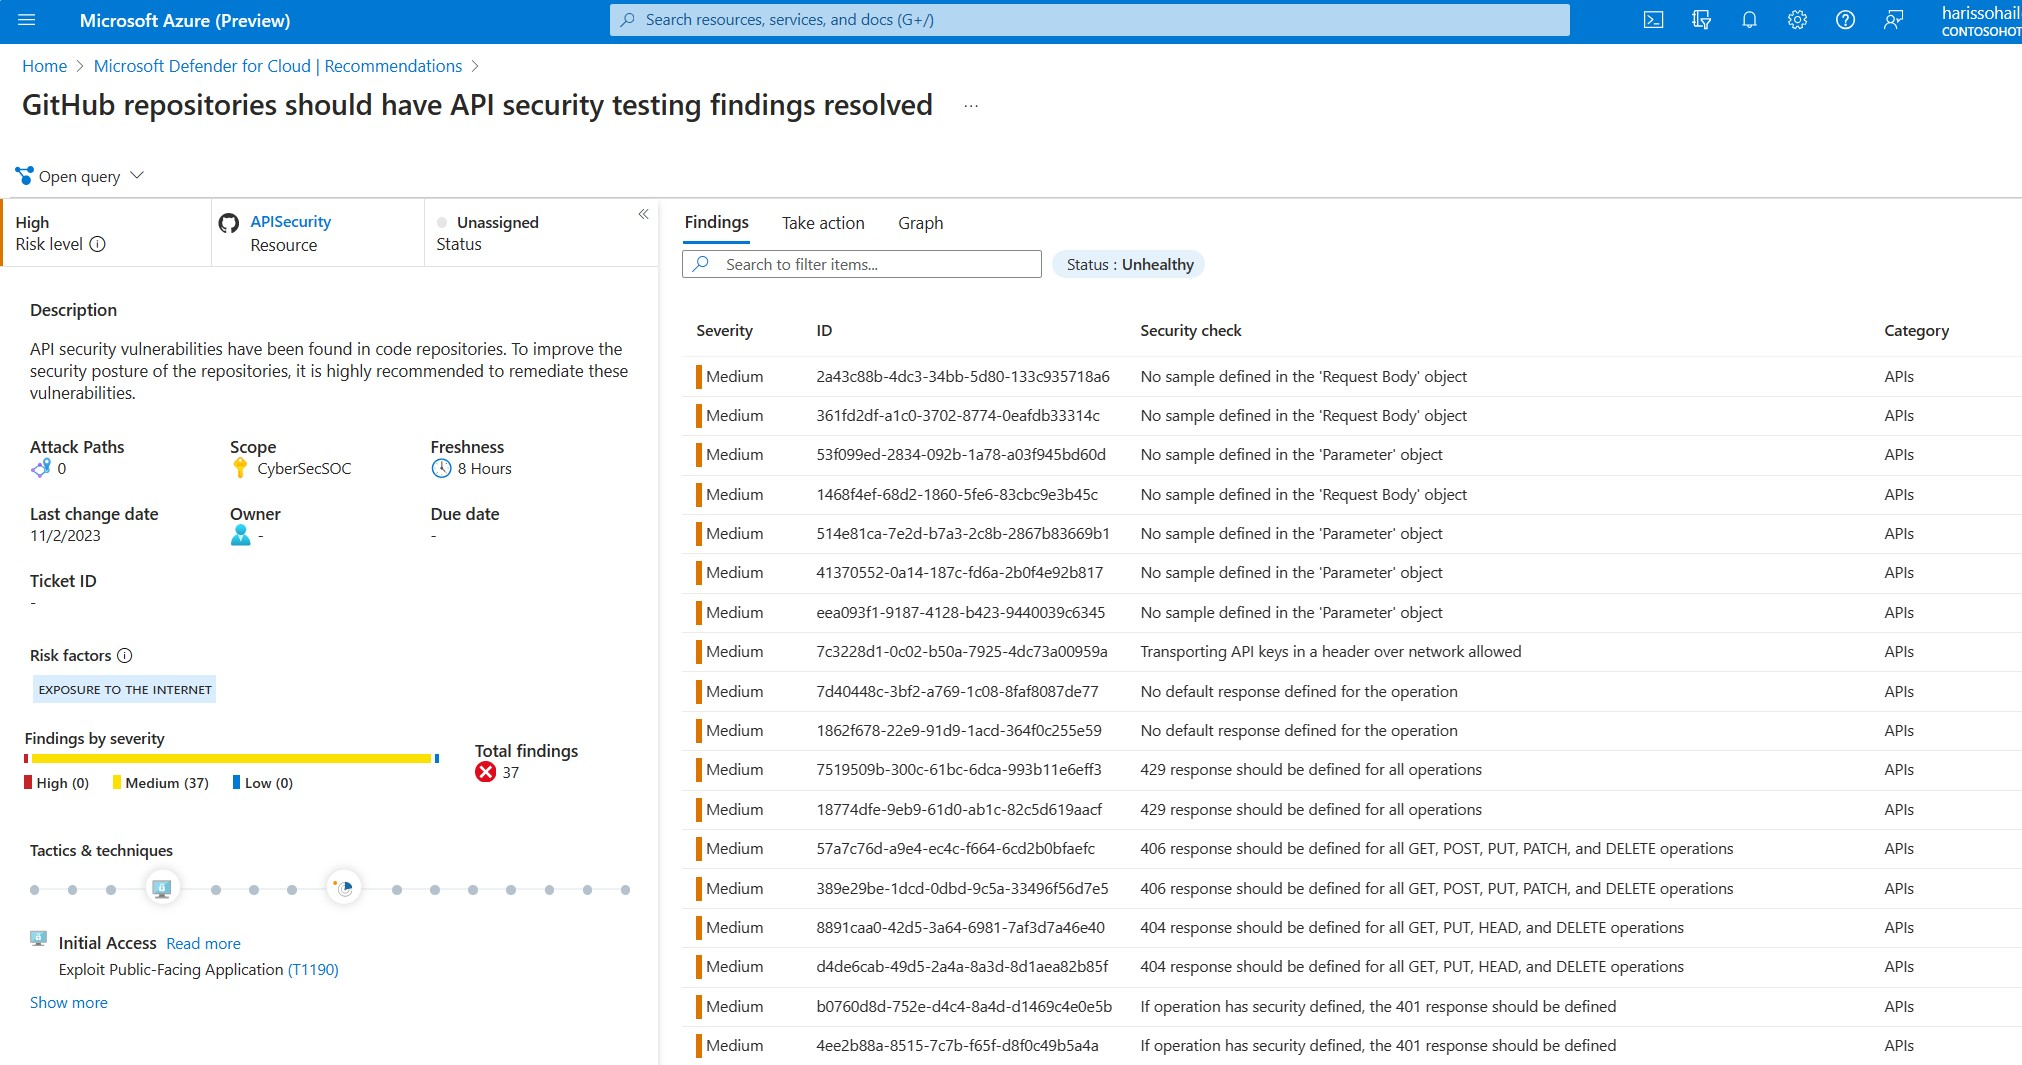 Microsoft Azure (Preview)
Search resources, services, and docs (G+/)
harissohail
CONTOSOHOT
Home > Microsoft Defender for Cloud | Recommendations >
GitHub repositories should have API security testing findings resolved ...
Open query
High
Risk level
APISecurity
Resource
Unassigned
Status
Description
API security vulnerabilities have been found in code repositories. To improve the
security posture of the repositories, it is highly recommended to remediate these
vulnerabilities.
Attack Paths Scope Freshness
0 CyberSecSOC 8 Hours
Last change date Owner Due date
11/2/2023 - -
Ticket ID
-
Risk factors
EXPOSURE TO THE INTERNET
Findings by severity
High (0) Medium (37) Low (0)
Total findings
37
Tactics & techniques
Initial Access Read more
Exploit Public-Facing Application (T1190)
Show more
Findings Take action Graph
Search to filter items... Status : Unhealthy
Severity ID Security check Category
Medium 2a43c88b-4dc3-34bb-5d80-133c935718a6 No sample defined in the 'Request Body' object APIs
Medium 361fd2df-a1c0-3702-8774-0eafdb33314c No sample defined in the 'Request Body' object APIs
Medium 53f099ed-2834-092b-1a78-a03f945bd60d No sample defined in the 'Parameter' object APIs
Medium 1468f4ef-68d2-1860-5fe6-83cbc9e3b45c No sample defined in the 'Request Body' object APIs
Medium 514e81ca-7e2d-b7a3-2c8b-2867b83669b1 No sample defined in the 'Parameter' object APIs
Medium 41370552-0a14-187c-fd6a-2b0f4e92b817 No sample defined in the 'Parameter' object APIs
Medium eea093f1-9187-4128-b423-9440039c6345 No sample defined in the 'Parameter' object APIs
Medium 7c3228d1-0c02-b50a-7925-4dc73a00959a Transporting API keys in a header over network allowed APIs
Medium 7d40448c-3bf2-a769-1c08-8faf8087de77 No default response defined for the operation APIs
Medium 1862f678-22e9-91d9-1acd-364f0c255e59 No default response defined for the operation APIs
Medium 7519509b-300c-61bc-6dca-993b11e6eff3 429 response should be defined for all operations APIs
Medium 18774dfe-9eb9-61d0-ab1c-82c5d619aacf 429 response should be defined for all operations APIs
Medium 57a7c76d-a9e4-ec4c-f664-6cd2b0bfaefc 406 response should be defined for all GET, POST, PUT, PATCH, and DELETE operations APIs
Medium 389e29be-1dcd-0dbd-9c5a-33496f56d7e5 406 response should be defined for all GET, POST, PUT, PATCH, and DELETE operations APIs
Medium 8891caa0-42d5-3a64-6981-7af3d7a46e40 404 response should be defined for all GET, PUT, HEAD, and DELETE operations APIs
Medium d4de6cab-49d5-2a4a-8a3d-8d1aea82b85f 404 response should be defined for all GET, PUT, HEAD, and DELETE operations APIs
Medium b0760d8d-752e-d4c4-8a4d-d1469c4e0e5b If operation has security defined, the 401 response should be defined APIs
Medium 4ee2b88a-8515-7c7b-f65f-d8f0c49b5a4a If operation has security defined, the 401 response should be defined APIs